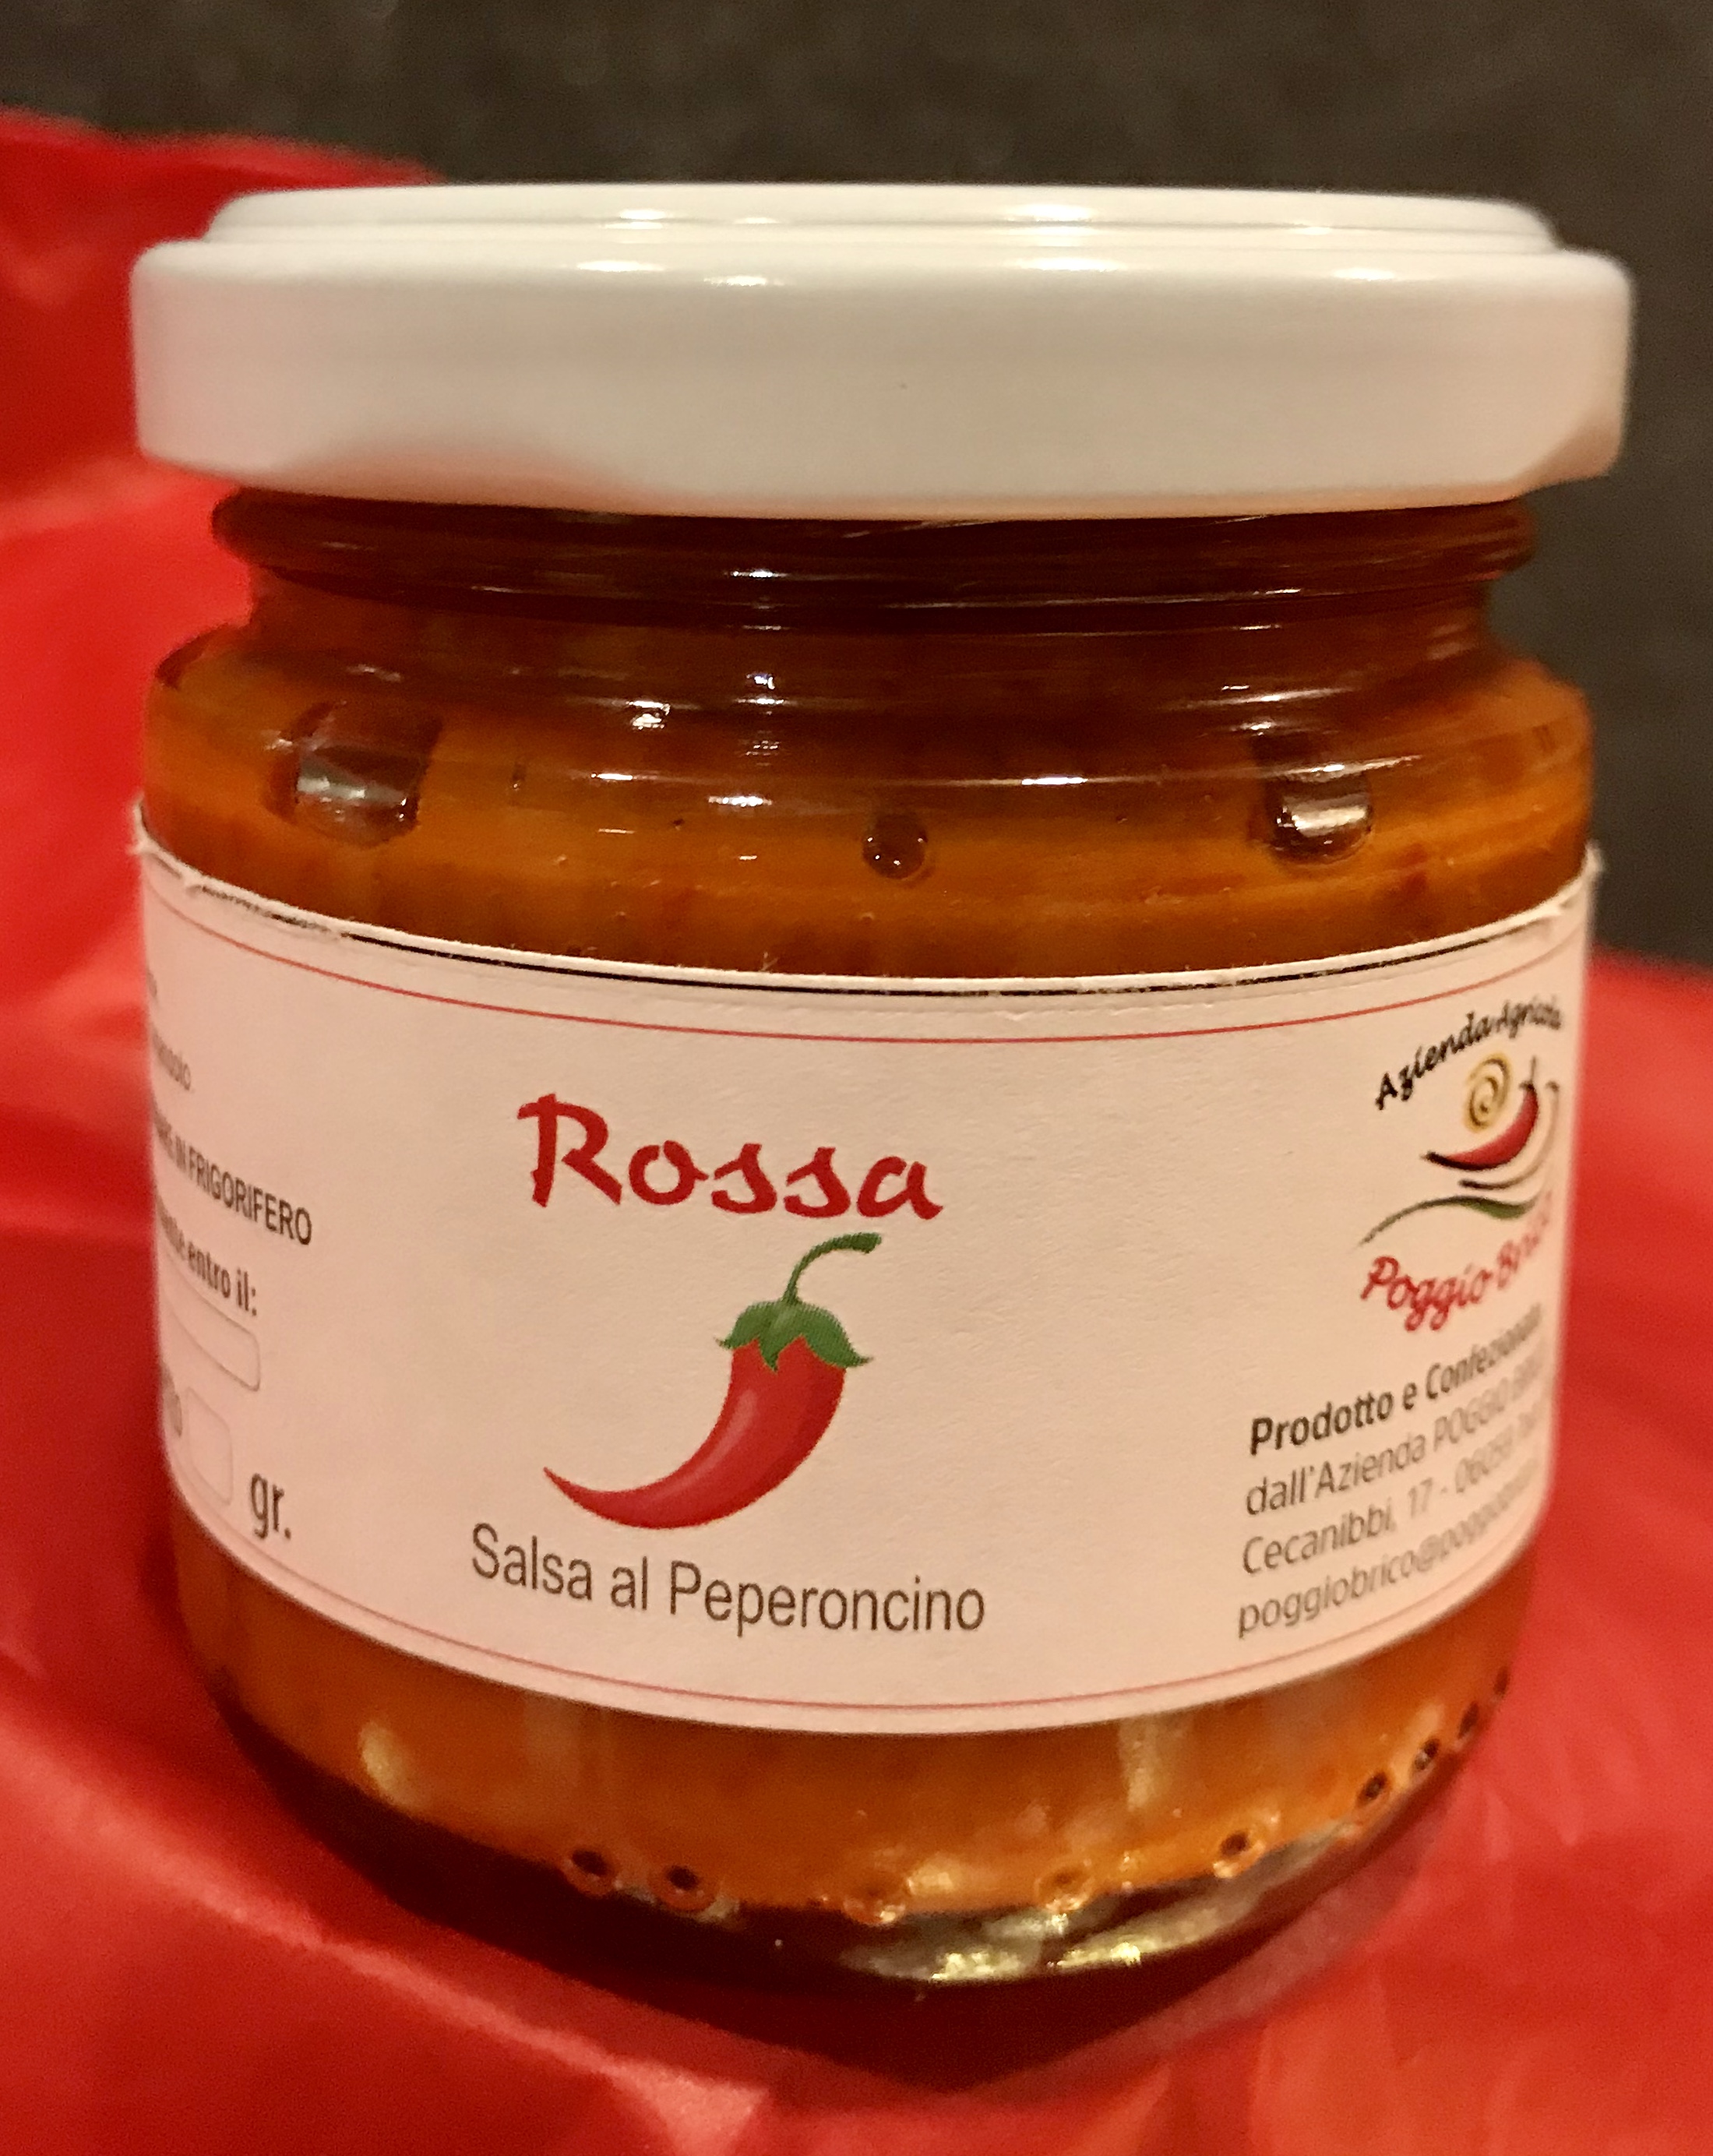 IN FRIGORIFERO
entro il:
gr.
Rossa
Salsa al Peperoncino
Azienda Agricola
Poggio
Prodotto e Confezionato
dall'Azienda POGGIO
Cecanibbi, 17 - 06059
poggiobrico@